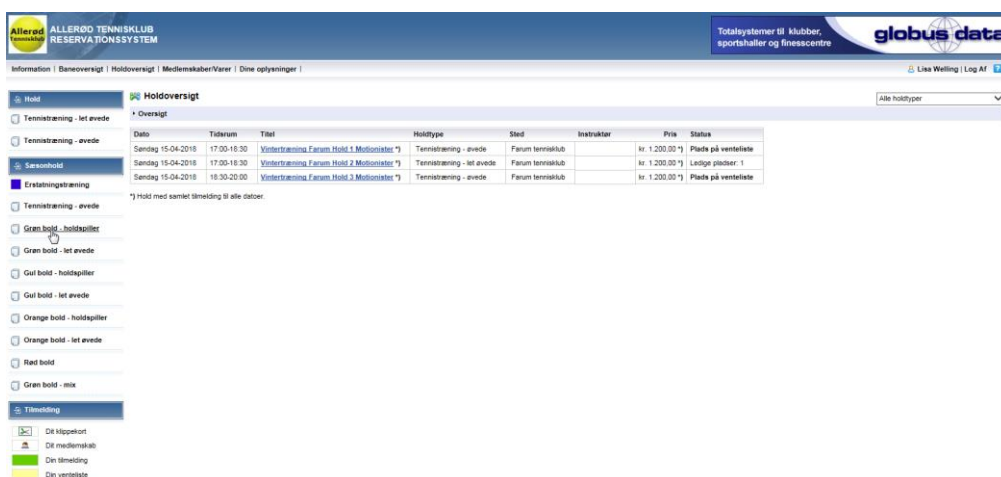 Allerød
Tennisklub
ALLERØD TENNISKLUB
RESERVATIONSSYSTEM
Totalsystemer til klubber,
sportshaller og finesscentre
globus data
Information | Baneoversigt | Holdoversigt | Medlemskaber/Varer | Dine oplysninger |
Lisa Welling | Log Af ?
Hold
Tennistræning - let øvede
Tennistræning - øvede
Sæsonhold
Erstatningstræning
Tennistræning - øvede
Grøn bold - holdspiller
Grøn bold - let øvede
Gul bold - holdspiller
Gul bold - let øvede
Orange bold - holdspiller
Orange bold - let øvede
Rød bold
Grøn bold - mix
Tilmelding
Dit klippekort
Dit medlemskab
Din tilmelding
Din venteliste
Holdoversigt
Alle holdtyper
Oversigt
Dato Tidsrum Titel Holdtype Sted Instruktør Pris Status
Søndag 15-04-2018 17:00-18:30 Vintertræning Farum Hold 1 Motionister *) Tennistræning - øvede Farum tennisklub kr. 1.200,00 *) Plads på venteliste
Søndag 15-04-2018 17:00-18:30 Vintertræning Farum Hold 2 Motionister *) Tennistræning - let øvede Farum tennisklub kr. 1.200,00 *) Ledige pladser: 1
Søndag 15-04-2018 18:30-20:00 Vintertræning Farum Hold 3 Motionister *) Tennistræning - øvede Farum tennisklub kr. 1.200,00 *) Plads på venteliste
*) Hold med samlet tilmelding til alle datoer.